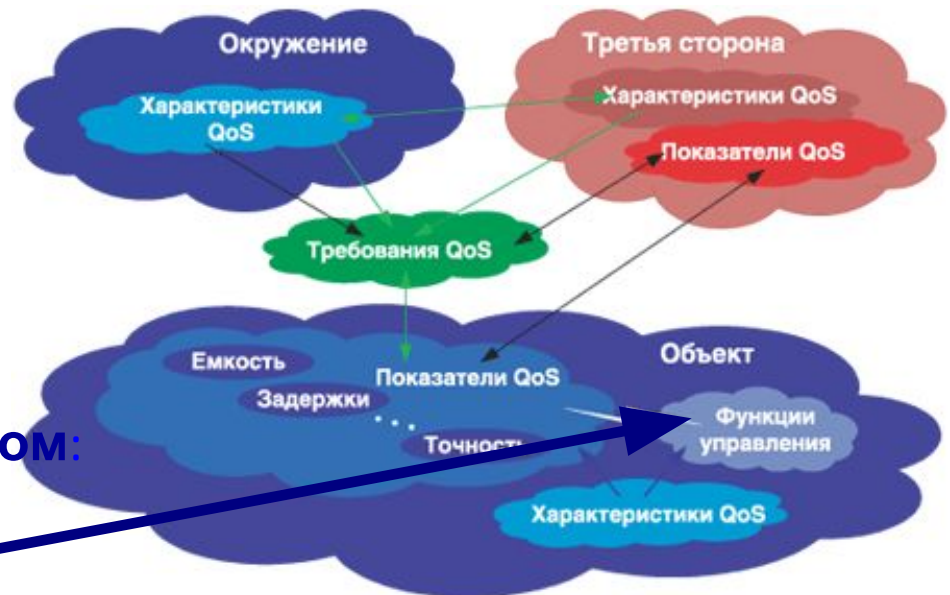 Окружение
Характеристики
QoS
Третья сторона
Характеристики QoS
Показатели QoS
Требования QoS
Емкость
Задержки
Показатели QoS
...
Точность
Объект
Функции
управления
Характеристики QoS
ом: